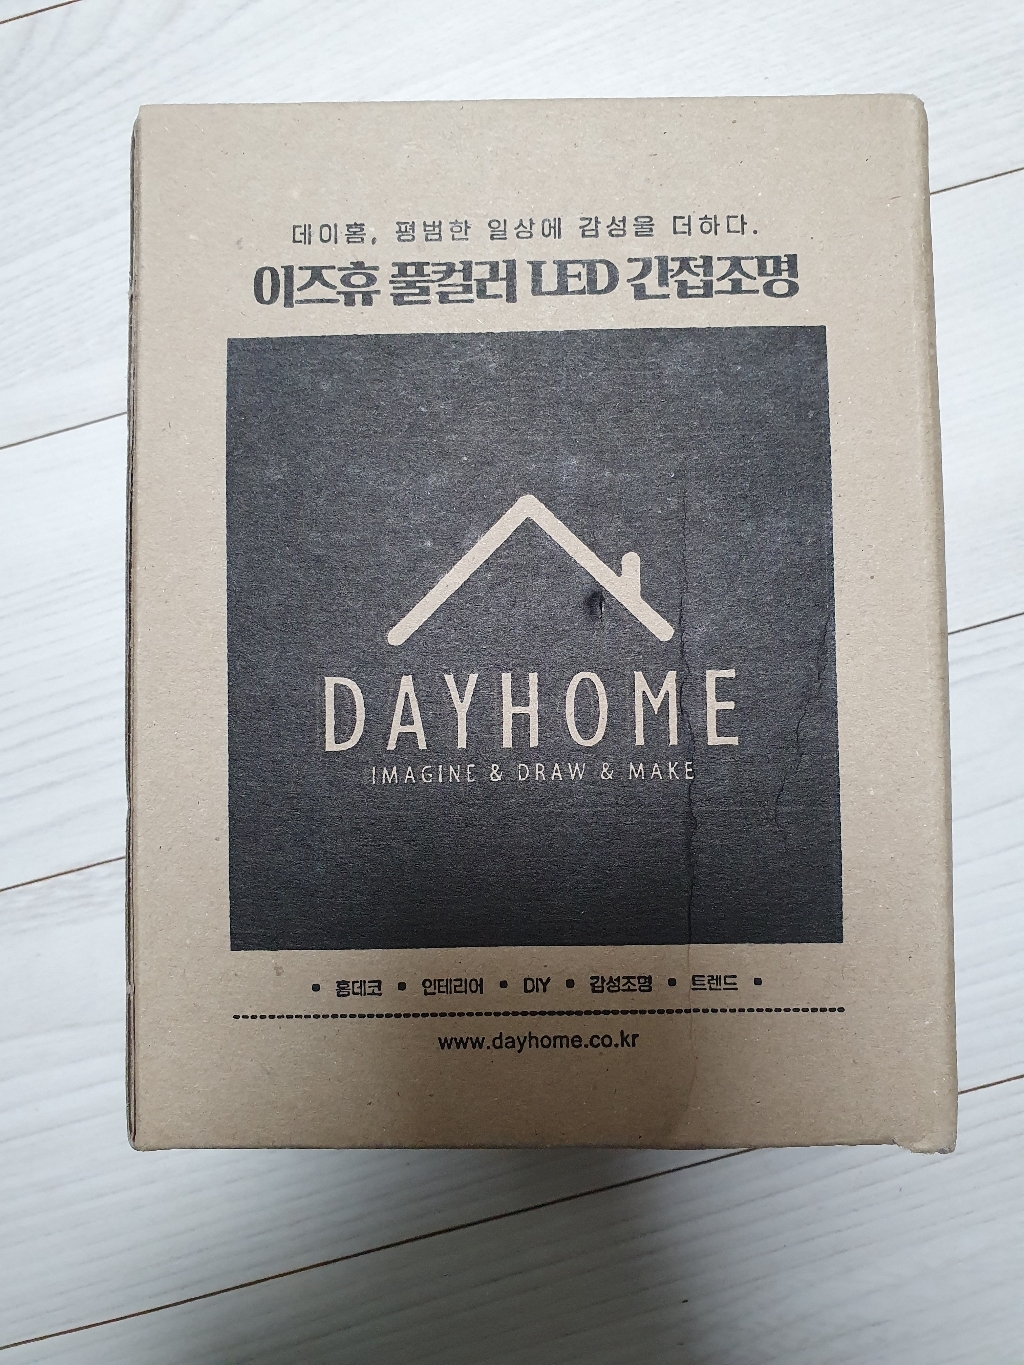 데이홈, 평범한 일상에 감성을 더하다.
이즈휴 풀컬러 LED 간접조명
DAYHOME
IMAGINE & DRAW & MAKE
• 홈데코 • 인테리어 • DIY • 감성조명 • 트렌드 •
www.dayhome.co.kr